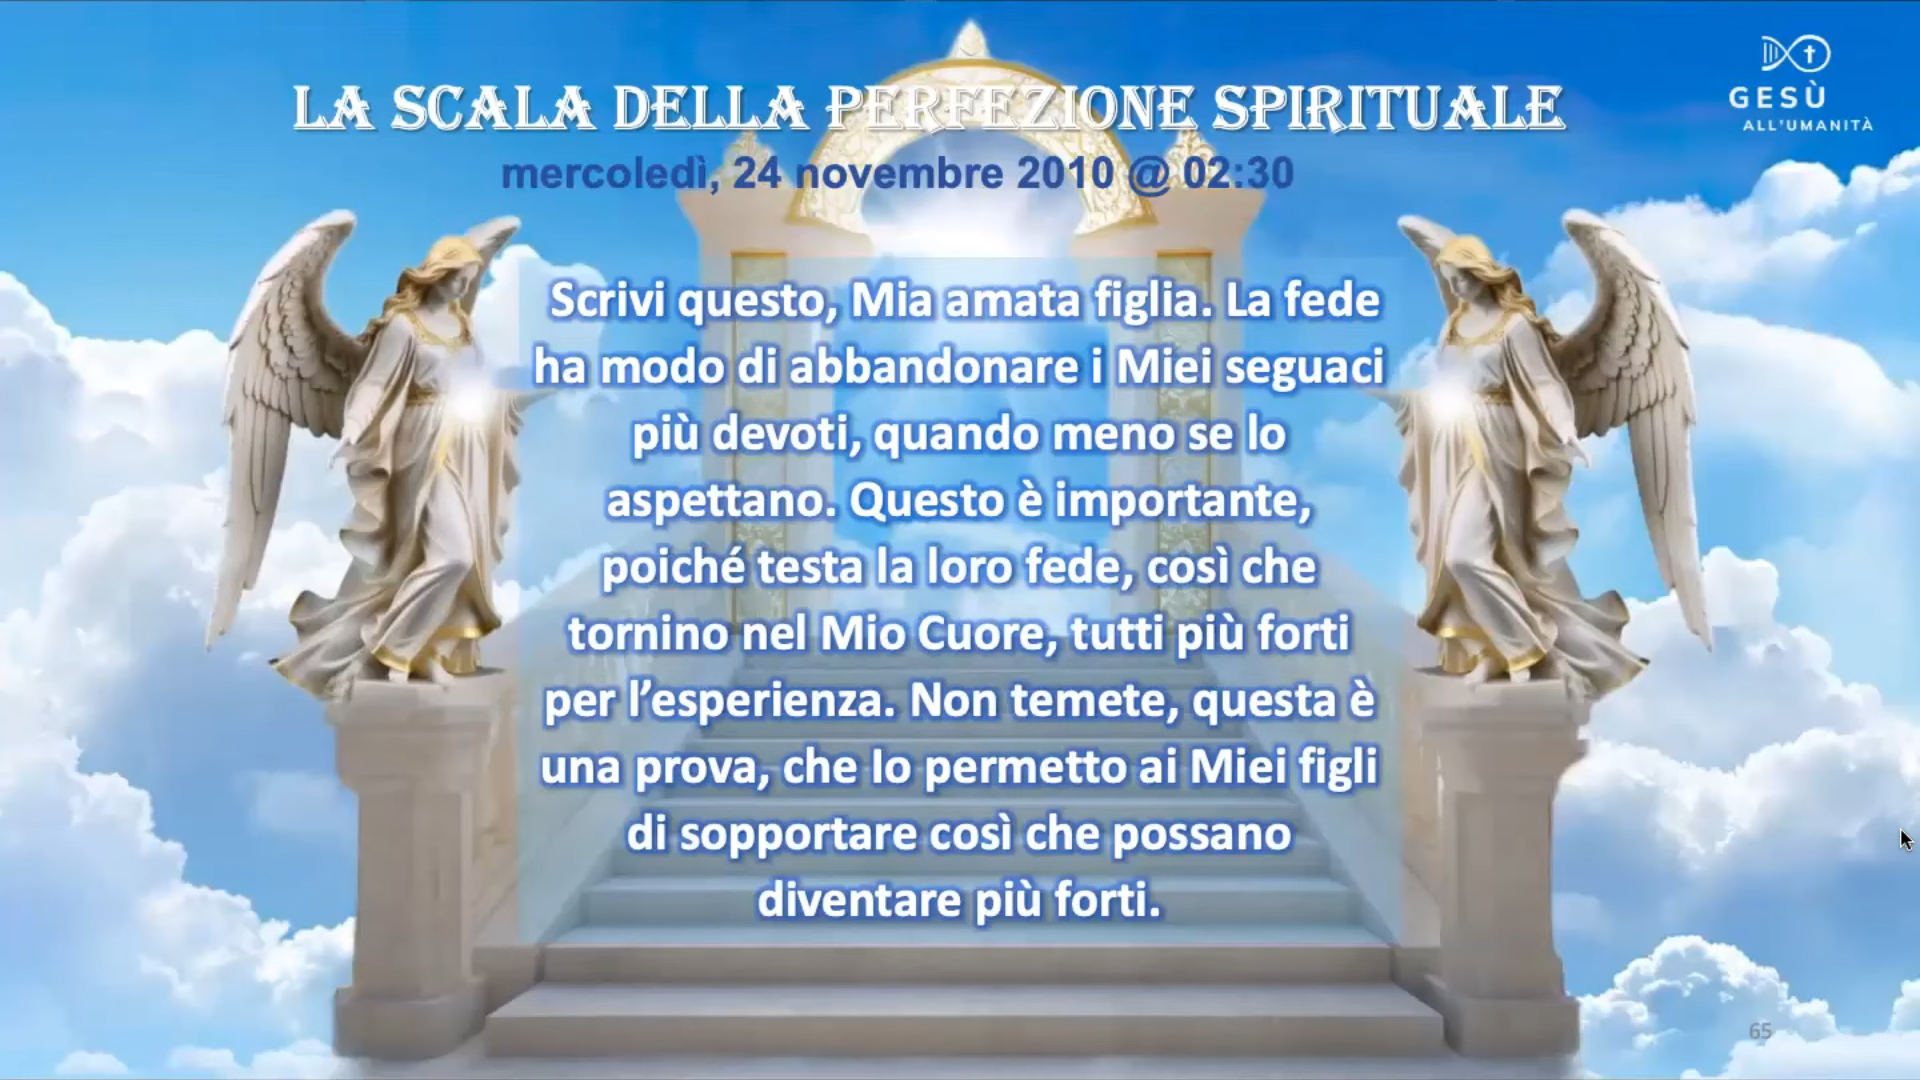 LA SCALA DELLA PERFEZIONE SPIRITUALE
mercoledì, 24 novembre 2010 @ 02:30
GESÙ
ALL'UMANITÀ
Scrivi questo, Mia amata figlia. La fede
ha modo di abbandonare i Miei seguaci
più devoti, quando meno se lo
aspettano. Questo è importante,
poiché testa la loro fede, così che
tornino nel Mio Cuore, tutti più forti
per l’esperienza. Non temete, questa è
una prova, che Io permetto ai Miei figli
di sopportare così che possano
diventare più forti.
65